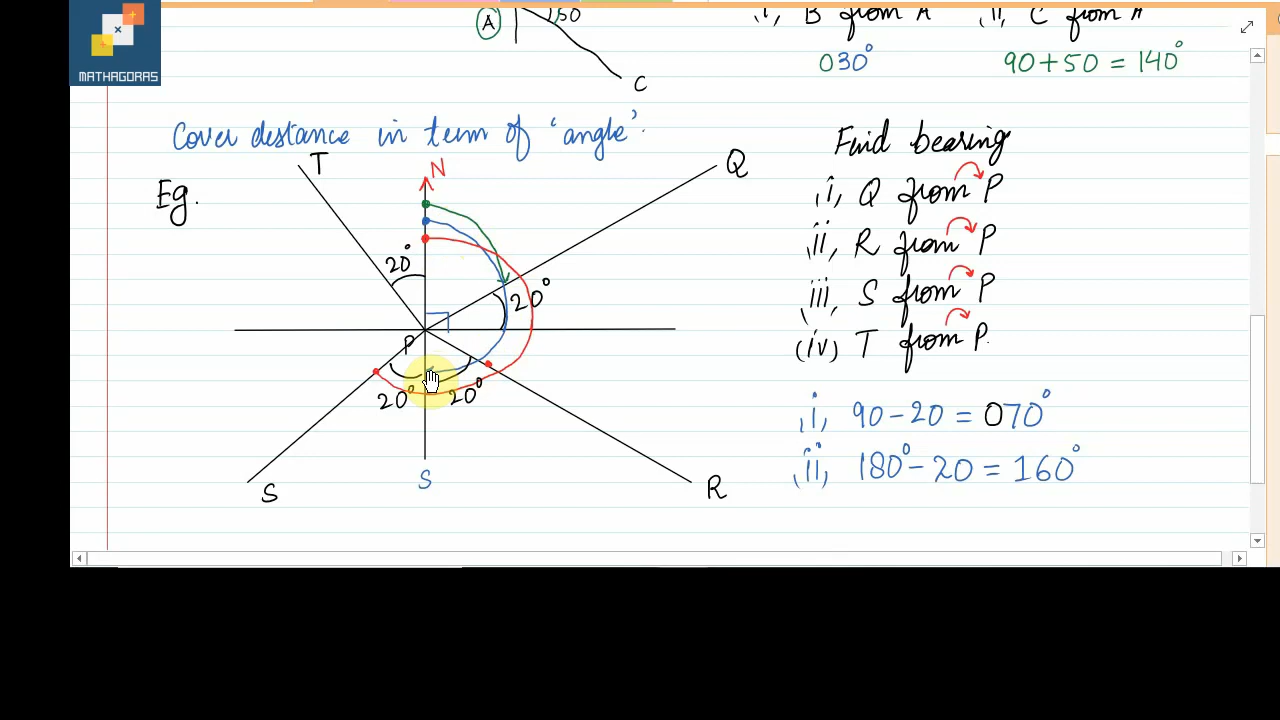 A
50
(i) B from A
(ii) C from A
C
030°
90+50 = 140°
MATHAGORAS
Cover distance in term of 'angle'.
Find bearing
Eg.
T
N
Q
(i) Q from P
(ii) R from P
20°
20°
(iii) S from P
P
(iv) T from P.
20°
20°
(i) 90-20 = 070°
(ii) 180°-20 = 160°
S
S
R